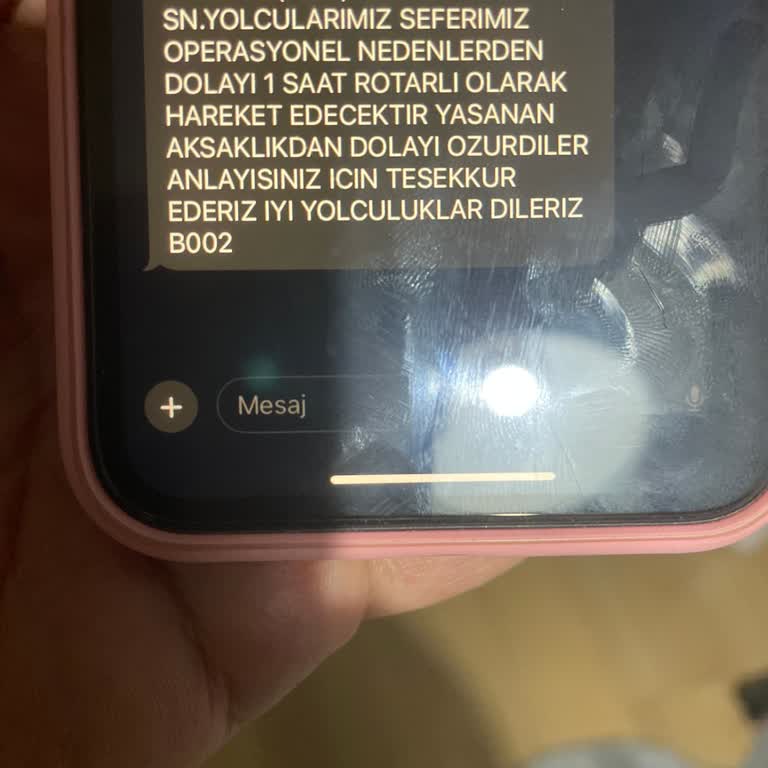 SN.YOLCULARIMIZ SEFERIMIZ
OPERASYONEL NEDENLERDEN
DOLAYI 1 SAAT ROTARLI OLARAK
HAREKET EDECEKTIR YASANAN
AKSAKLIKDAN DOLAYI OZURDILER
ANLAYISINIZ ICIN TESEKKUR
EDERIZ IYI YOLCULUKLAR DILERIZ
B002
Mesaj